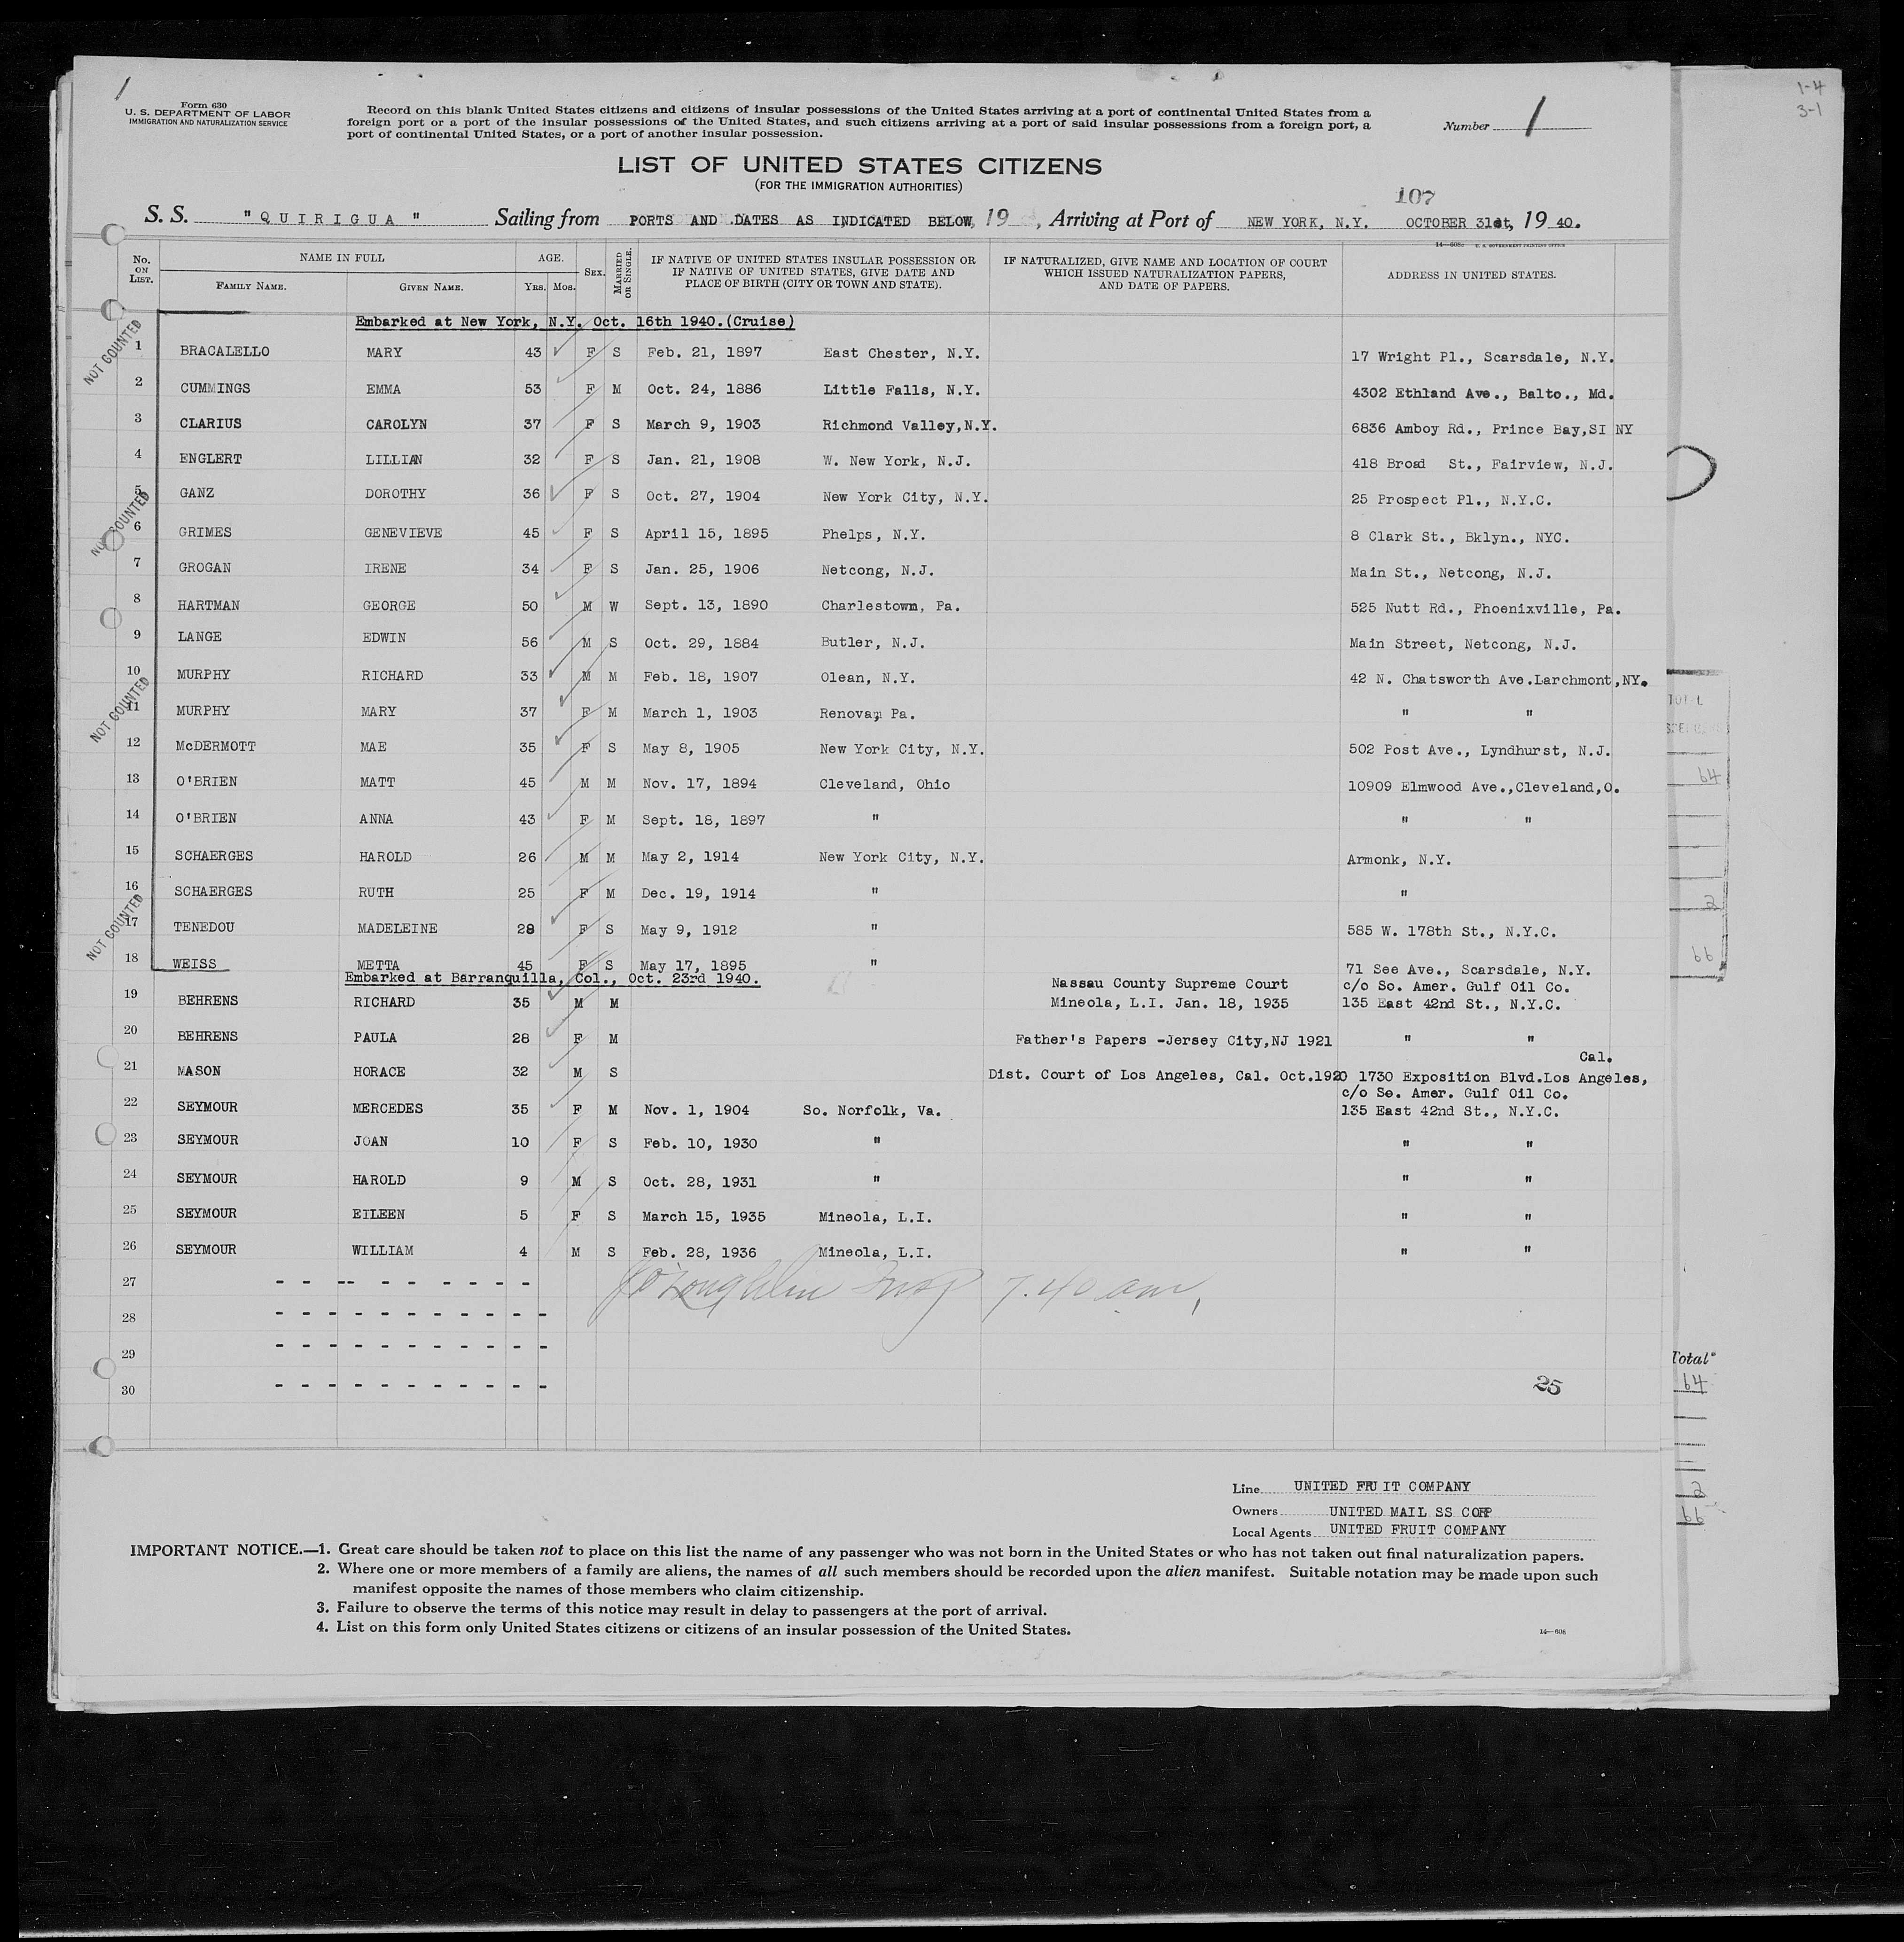 1
1-4
3-1
Form 630
U. S. DEPARTMENT OF LABOR
IMMIGRATION AND NATURALIZATION SERVICE
Record on this blank United States citizens and citizens of insular possessions of the United States arriving at a port of continental United States from a
foreign port or a port of the insular possessions of the United States, and such citizens arriving at a port of said insular possessions from a foreign port, a
port of continental United States, or a port of another insular possession.
Number 1
LIST OF UNITED STATES CITIZENS
(FOR THE IMMIGRATION AUTHORITIES)
107
S. S. "QUIRIGUA" Sailing from PORTS AND DATES AS INDICATED BELOW, 19 , Arriving at Port of NEW YORK, N.Y. OCTOBER 31st, 19 40.
14—608c U. S. GOVERNMENT PRINTING OFFICE
No. ON LIST. NAME IN FULL FAMILY NAME. GIVEN NAME. AGE. YRS. MOS. SEX. MARRIED OR SINGLE. IF NATIVE OF UNITED STATES INSULAR POSSESSION OR IF NATIVE OF UNITED STATES, GIVE DATE AND PLACE OF BIRTH (CITY OR TOWN AND STATE). IF NATURALIZED, GIVE NAME AND LOCATION OF COURT WHICH ISSUED NATURALIZATION PAPERS, AND DATE OF PAPERS. ADDRESS IN UNITED STATES.
Embarked at New York, N.Y. Oct. 16th 1940.(Cruise)
NOT COUNTED
1 BRACALELLO MARY 43 F S Feb. 21, 1897 East Chester, N.Y. 17 Wright Pl., Scarsdale, N.Y.
2 CUMMINGS EMMA 53 F M Oct. 24, 1886 Little Falls, N.Y. 4302 Ethland Ave., Balto., Md.
3 CLARIUS CAROLYN 37 F S March 9, 1903 Richmond Valley,N.Y. 6836 Amboy Rd., Prince Bay,SI NY
4 ENGLERT LILLIAN 32 F S Jan. 21, 1908 W. New York, N.J. 418 Broad St., Fairview, N.J.
5 GANZ DOROTHY 36 F S Oct. 27, 1904 New York City, N.Y. 25 Prospect Pl., N.Y.C.
NOT COUNTED
6 GRIMES GENEVIEVE 45 F S April 15, 1895 Phelps, N.Y. 8 Clark St., Bklyn., NYC.
7 GROGAN IRENE 34 F S Jan. 25, 1906 Netcong, N.J. Main St., Netcong, N.J.
8 HARTMAN GEORGE 50 M W Sept. 13, 1890 Charlestown, Pa. 525 Nutt Rd., Phoenixville, Pa.
9 LANGE EDWIN 56 M S Oct. 29, 1884 Butler, N.J. Main Street, Netcong, N.J.
10 MURPHY RICHARD 33 M M Feb. 18, 1907 Olean, N.Y. 42 N. Chatsworth Ave.Larchmont,NY.
NOT COUNTED
11 MURPHY MARY 37 F M March 1, 1903 Renova, Pa. " "
12 McDERMOTT MAE 35 F S May 8, 1905 New York City, N.Y. 502 Post Ave., Lyndhurst, N.J.
13 O'BRIEN MATT 45 M M Nov. 17, 1894 Cleveland, Ohio 10909 Elmwood Ave.,Cleveland,O.
14 O'BRIEN ANNA 43 F M Sept. 18, 1897 " " "
15 SCHAERGES HAROLD 26 M M May 2, 1914 New York City, N.Y. Armonk, N.Y.
16 SCHAERGES RUTH 25 F M Dec. 19, 1914 " "
NOT COUNTED
17 TENEDOU MADELEINE 28 F S May 9, 1912 " 585 W. 178th St., N.Y.C.
18 WEISS METTA 45 F S May 17, 1895 " 71 See Ave., Scarsdale, N.Y.
Embarked at Barranquilla, Col., Oct. 23rd 1940.
Nassau County Supreme Court c/o So. Amer. Gulf Oil Co.
19 BEHRENS RICHARD 35 M M Mineola, L.I. Jan. 18, 1935 135 East 42nd St., N.Y.C.
20 BEHRENS PAULA 28 F M Father's Papers -Jersey City,NJ 1921 " "
Cal.
21 MASON HORACE 32 M S Dist. Court of Los Angeles, Cal. Oct.1920 1730 Exposition Blvd.Los Angeles,
c/o So. Amer. Gulf Oil Co.
22 SEYMOUR MERCEDES 35 F M Nov. 1, 1904 So. Norfolk, Va. 135 East 42nd St., N.Y.C.
23 SEYMOUR JOAN 10 F S Feb. 10, 1930 " " "
24 SEYMOUR HAROLD 9 M S Oct. 28, 1931 " " "
25 SEYMOUR EILEEN 5 F S March 15, 1935 Mineola, L.I. " "
26 SEYMOUR WILLIAM 4 M S Feb. 28, 1936 Mineola, L.I. " "
27 - - -- - - - - - - -
O'Loughlin Insp 7.40 am,
28 - - - - - - - - - - -
29 - - - - - - - - - - -
30 - - - - - - - - - - -
25
64
2
66
Total
64
2
66
Line UNITED FRUIT COMPANY
Owners UNITED MAIL SS CORP
Local Agents UNITED FRUIT COMPANY
IMPORTANT NOTICE.—1. Great care should be taken not to place on this list the name of any passenger who was not born in the United States or who has not taken out final naturalization papers.
2. Where one or more members of a family are aliens, the names of all such members should be recorded upon the alien manifest. Suitable notation may be made upon such
manifest opposite the names of those members who claim citizenship.
3. Failure to observe the terms of this notice may result in delay to passengers at the port of arrival.
4. List on this form only United States citizens or citizens of an insular possession of the United States.
14—608